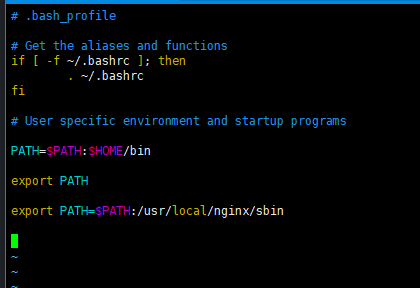 # .bash_profile
# Get the aliases and functions
if [ -f ~/.bashrc ]; then
        . ~/.bashrc
fi
# User specific environment and startup programs
PATH=$PATH:$HOME/bin
export PATH
export PATH=$PATH:/usr/local/nginx/sbin
~
~
~